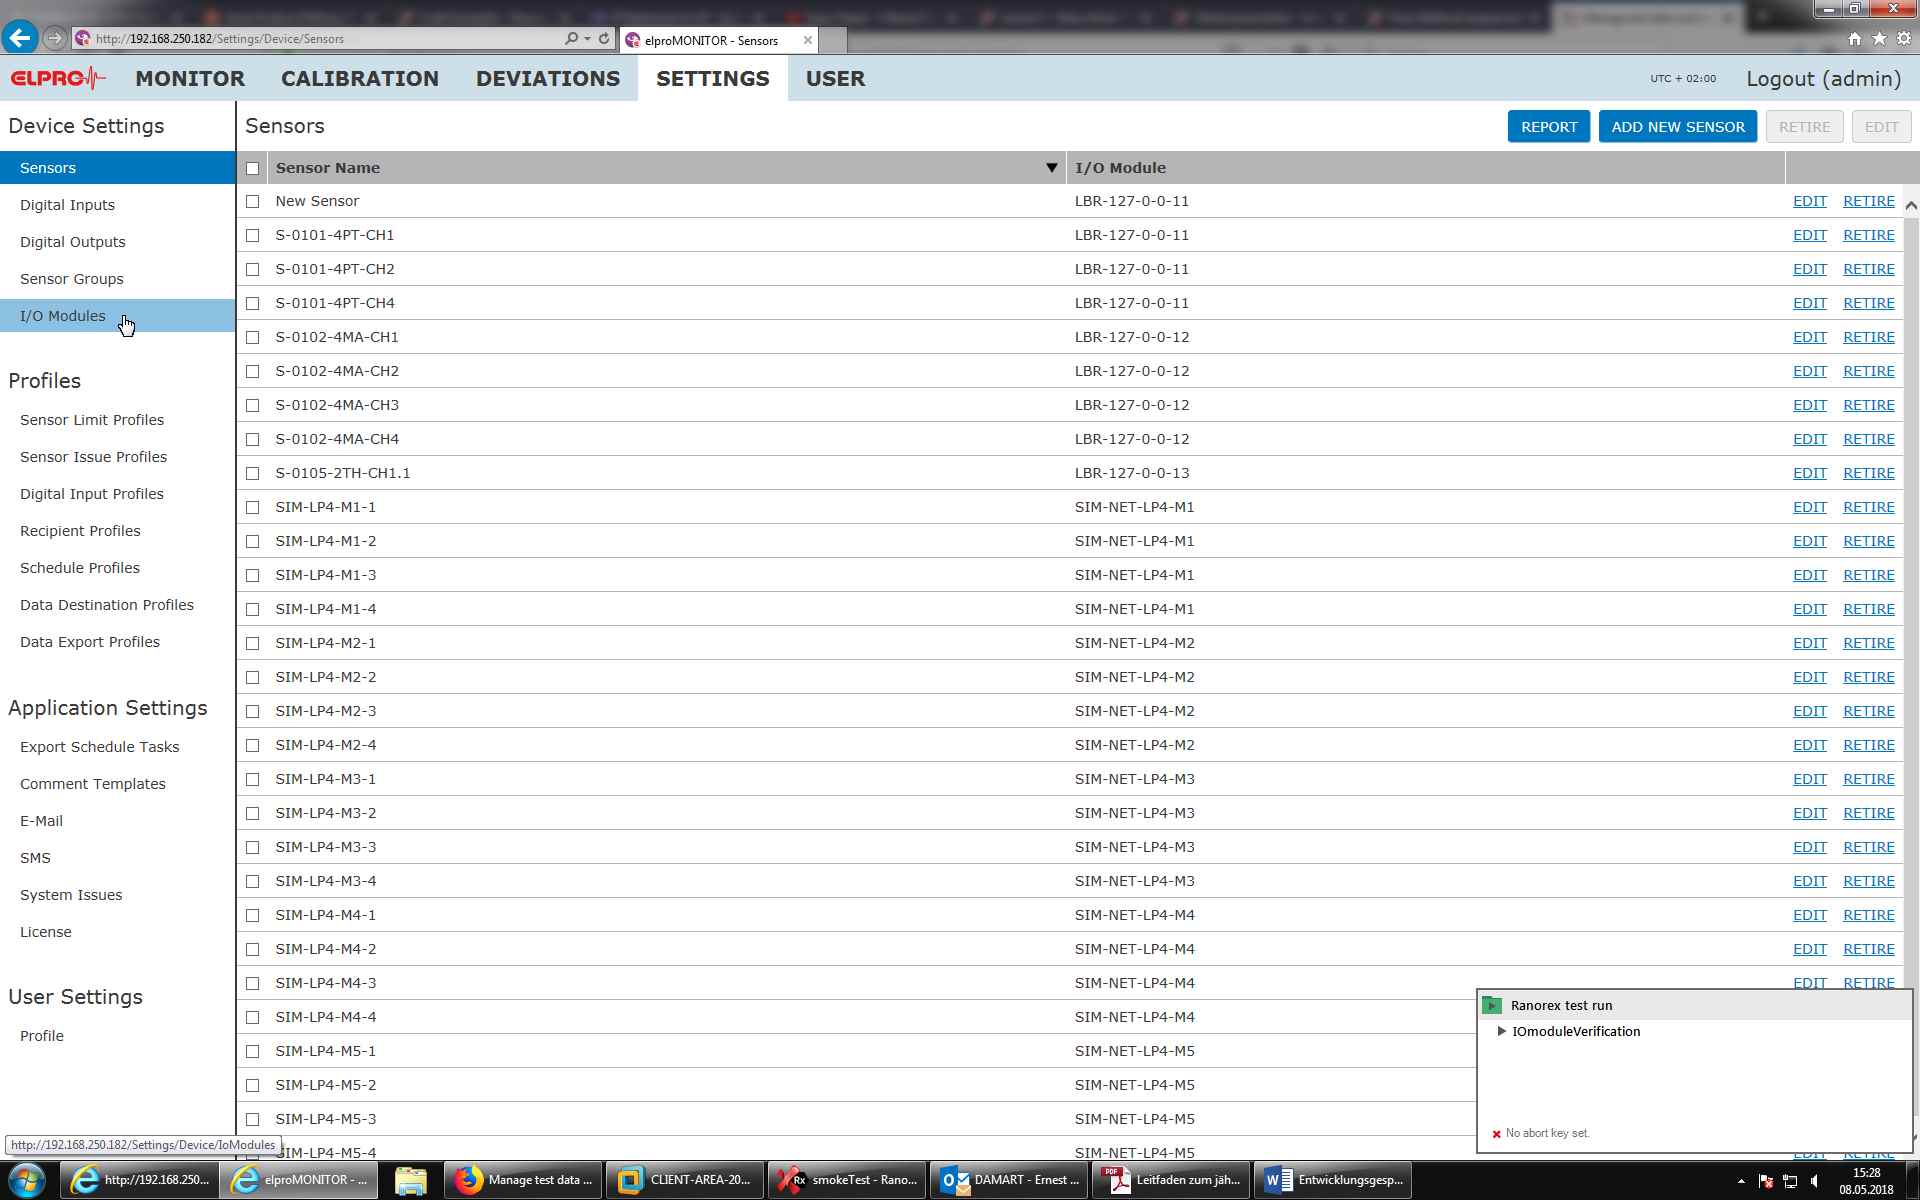 http://192.168.250.182/Settings/Device/Sensors
elproMONITOR - Sensors
ELPRO MONITOR CALIBRATION DEVIATIONS SETTINGS USER UTC + 02:00 Logout (admin)
Device Settings
Sensors
Digital Inputs
Digital Outputs
Sensor Groups
I/O Modules
Profiles
Sensor Limit Profiles
Sensor Issue Profiles
Digital Input Profiles
Recipient Profiles
Schedule Profiles
Data Destination Profiles
Data Export Profiles
Application Settings
Export Schedule Tasks
Comment Templates
E-Mail
SMS
System Issues
License
User Settings
Profile
Sensors REPORT ADD NEW SENSOR RETIRE EDIT
Sensor Name I/O Module
New Sensor LBR-127-0-0-11 EDIT RETIRE
S-0101-4PT-CH1 LBR-127-0-0-11 EDIT RETIRE
S-0101-4PT-CH2 LBR-127-0-0-11 EDIT RETIRE
S-0101-4PT-CH4 LBR-127-0-0-11 EDIT RETIRE
S-0102-4MA-CH1 LBR-127-0-0-12 EDIT RETIRE
S-0102-4MA-CH2 LBR-127-0-0-12 EDIT RETIRE
S-0102-4MA-CH3 LBR-127-0-0-12 EDIT RETIRE
S-0102-4MA-CH4 LBR-127-0-0-12 EDIT RETIRE
S-0105-2TH-CH1.1 LBR-127-0-0-13 EDIT RETIRE
SIM-LP4-M1-1 SIM-NET-LP4-M1 EDIT RETIRE
SIM-LP4-M1-2 SIM-NET-LP4-M1 EDIT RETIRE
SIM-LP4-M1-3 SIM-NET-LP4-M1 EDIT RETIRE
SIM-LP4-M1-4 SIM-NET-LP4-M1 EDIT RETIRE
SIM-LP4-M2-1 SIM-NET-LP4-M2 EDIT RETIRE
SIM-LP4-M2-2 SIM-NET-LP4-M2 EDIT RETIRE
SIM-LP4-M2-3 SIM-NET-LP4-M2 EDIT RETIRE
SIM-LP4-M2-4 SIM-NET-LP4-M2 EDIT RETIRE
SIM-LP4-M3-1 SIM-NET-LP4-M3 EDIT RETIRE
SIM-LP4-M3-2 SIM-NET-LP4-M3 EDIT RETIRE
SIM-LP4-M3-3 SIM-NET-LP4-M3 EDIT RETIRE
SIM-LP4-M3-4 SIM-NET-LP4-M3 EDIT RETIRE
SIM-LP4-M4-1 SIM-NET-LP4-M4 EDIT RETIRE
SIM-LP4-M4-2 SIM-NET-LP4-M4 EDIT RETIRE
SIM-LP4-M4-3 SIM-NET-LP4-M4 EDIT RETIRE
SIM-LP4-M4-4 SIM-NET-LP4-M4
SIM-LP4-M5-1 SIM-NET-LP4-M5
SIM-LP4-M5-2 SIM-NET-LP4-M5
SIM-LP4-M5-3 SIM-NET-LP4-M5
SIM-LP4-M5-4 SIM-NET-LP4-M5 EDIT RETIRE
Ranorex test run
IOmoduleVerification
No abort key set.
http://192.168.250.182/Settings/Device/IoModules
http://192.168.250...
elproMONITOR - ...
Manage test data ...
CLIENT-AREA-20...
Rx smokeTest - Rano...
DAMART - Ernest ...
PDF Leitfaden zum jäh...
Entwicklungsgesp...
15:28
08.05.2018